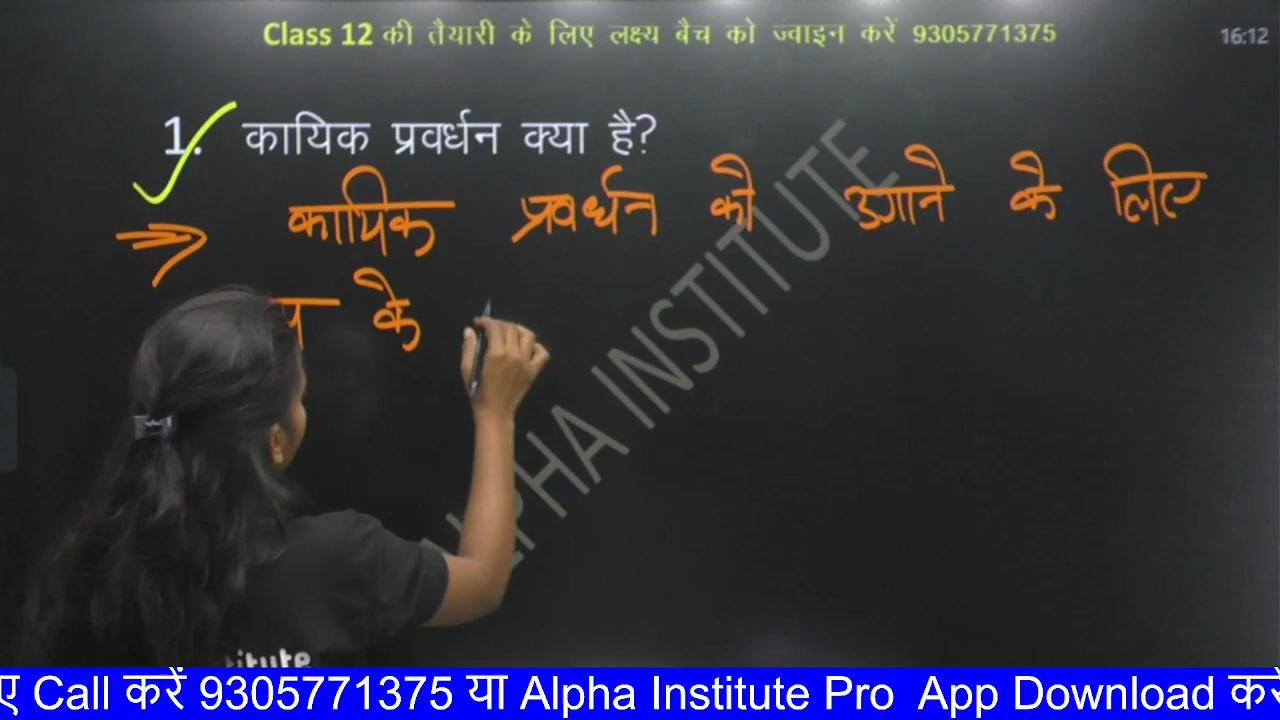 Class 12 की तैयारी के लिए लक्ष्य बैच को ज्वाइन करें 9305771375
16:12
1. कायिक प्रवर्धन क्या है?
⇒ कायिक प्रवर्धन को उगाने के लिए
के
ALPHA INSTITUTE
Call करें 9305771375 या Alpha Institute Pro App Download